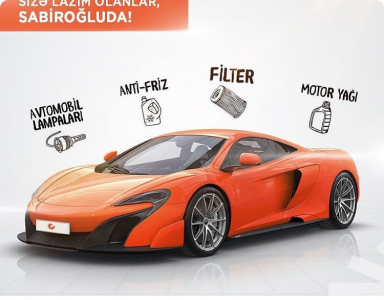 SİZƏ LAZIM OLANLAR,
SABİROĞLUDA!
AVTOMOBİL
LAMPALARI
ANTİ-FRİZ
FİLTER
MOTOR YAĞI